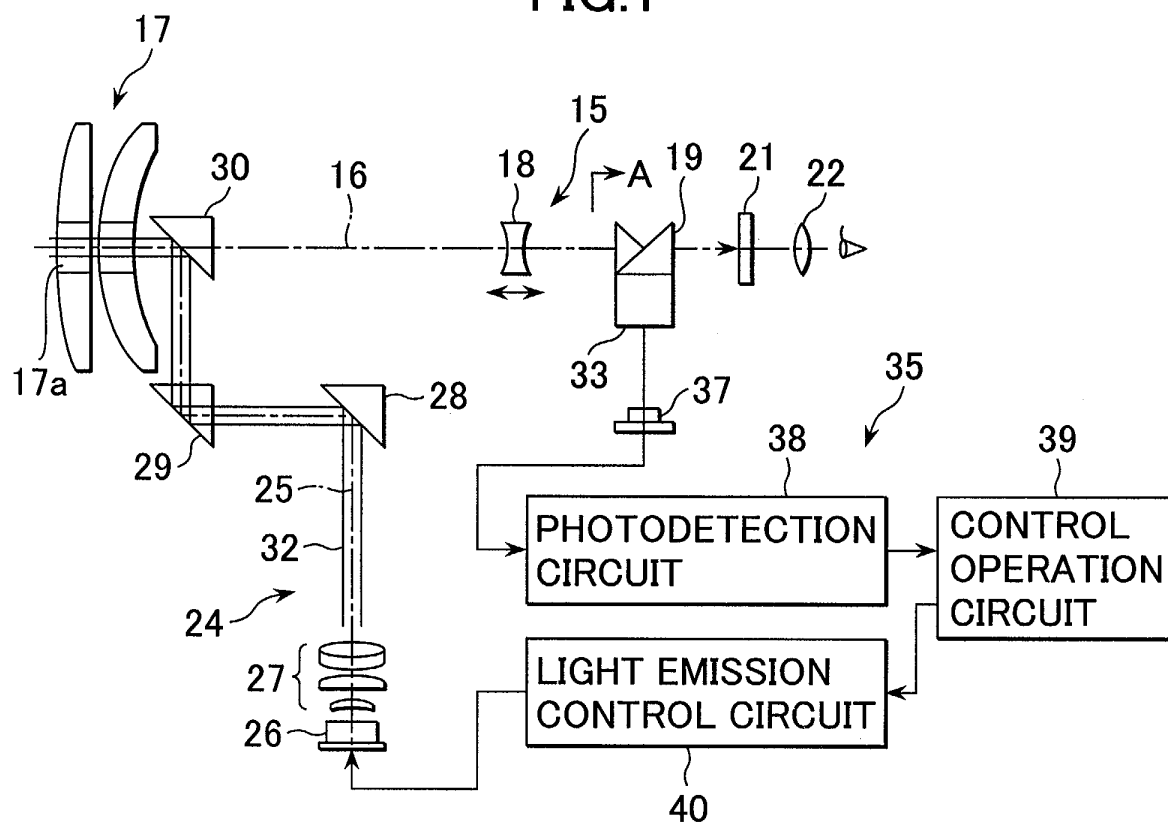 FIG.1
17
15
18
A
19
21
22
30
16
17a
33
37
35
28
29
25
38
39
32
PHOTODETECTION
CIRCUIT
CONTROL
OPERATION
CIRCUIT
24
27
LIGHT EMISSION
CONTROL CIRCUIT
26
40